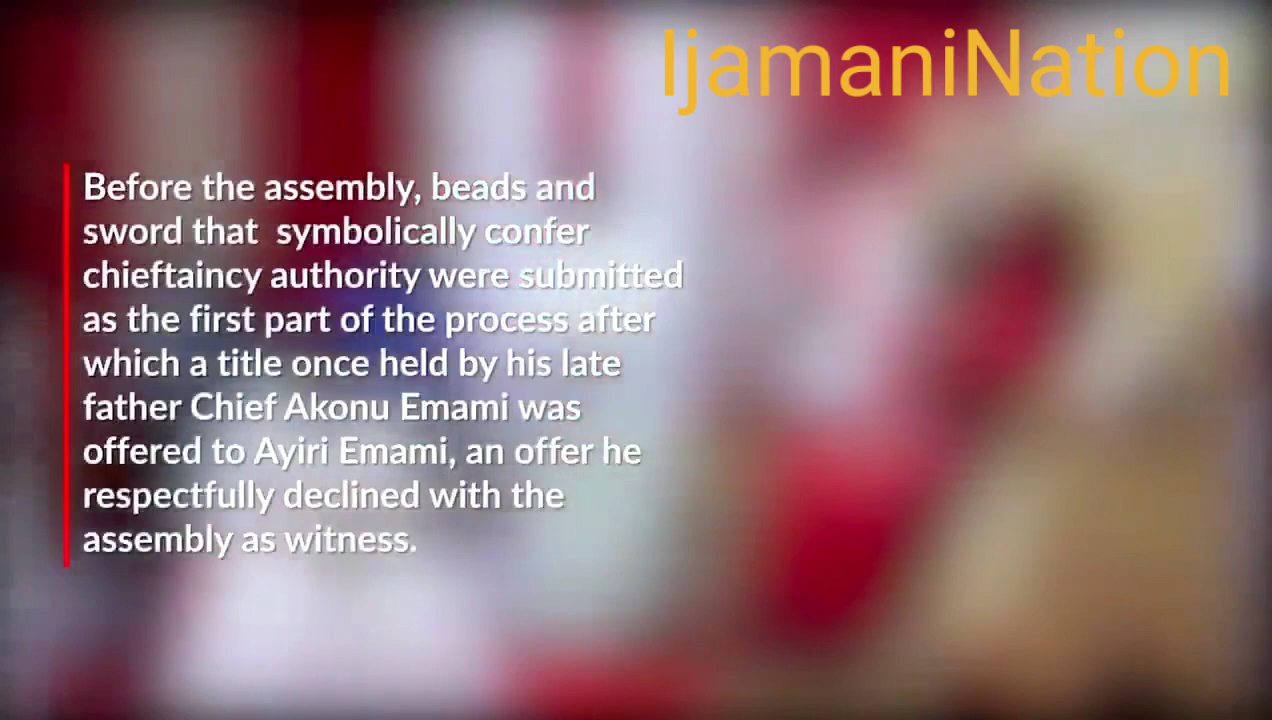 IjamaniNation
Before the assembly, beads and
sword that  symbolically confer
chieftaincy authority were submitted
as the first part of the process after
which a title once held by his late
father Chief Akonu Emami was
offered to Ayiri Emami, an offer he
respectfully declined with the
assembly as witness.